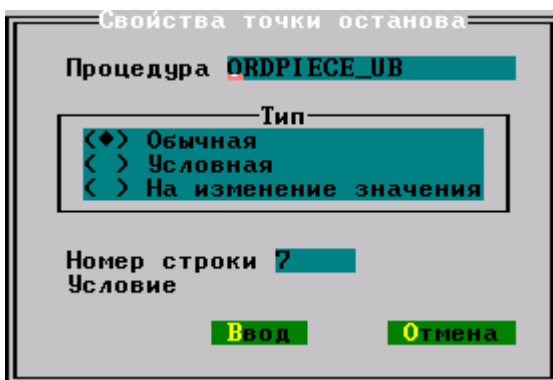 Свойства точки останова
Процедура ORDPIECE_UB
Тип
(◆) Обычная
( ) Условная
( ) На изменение значения
Номер строки 7
Условие
Ввод Отмена